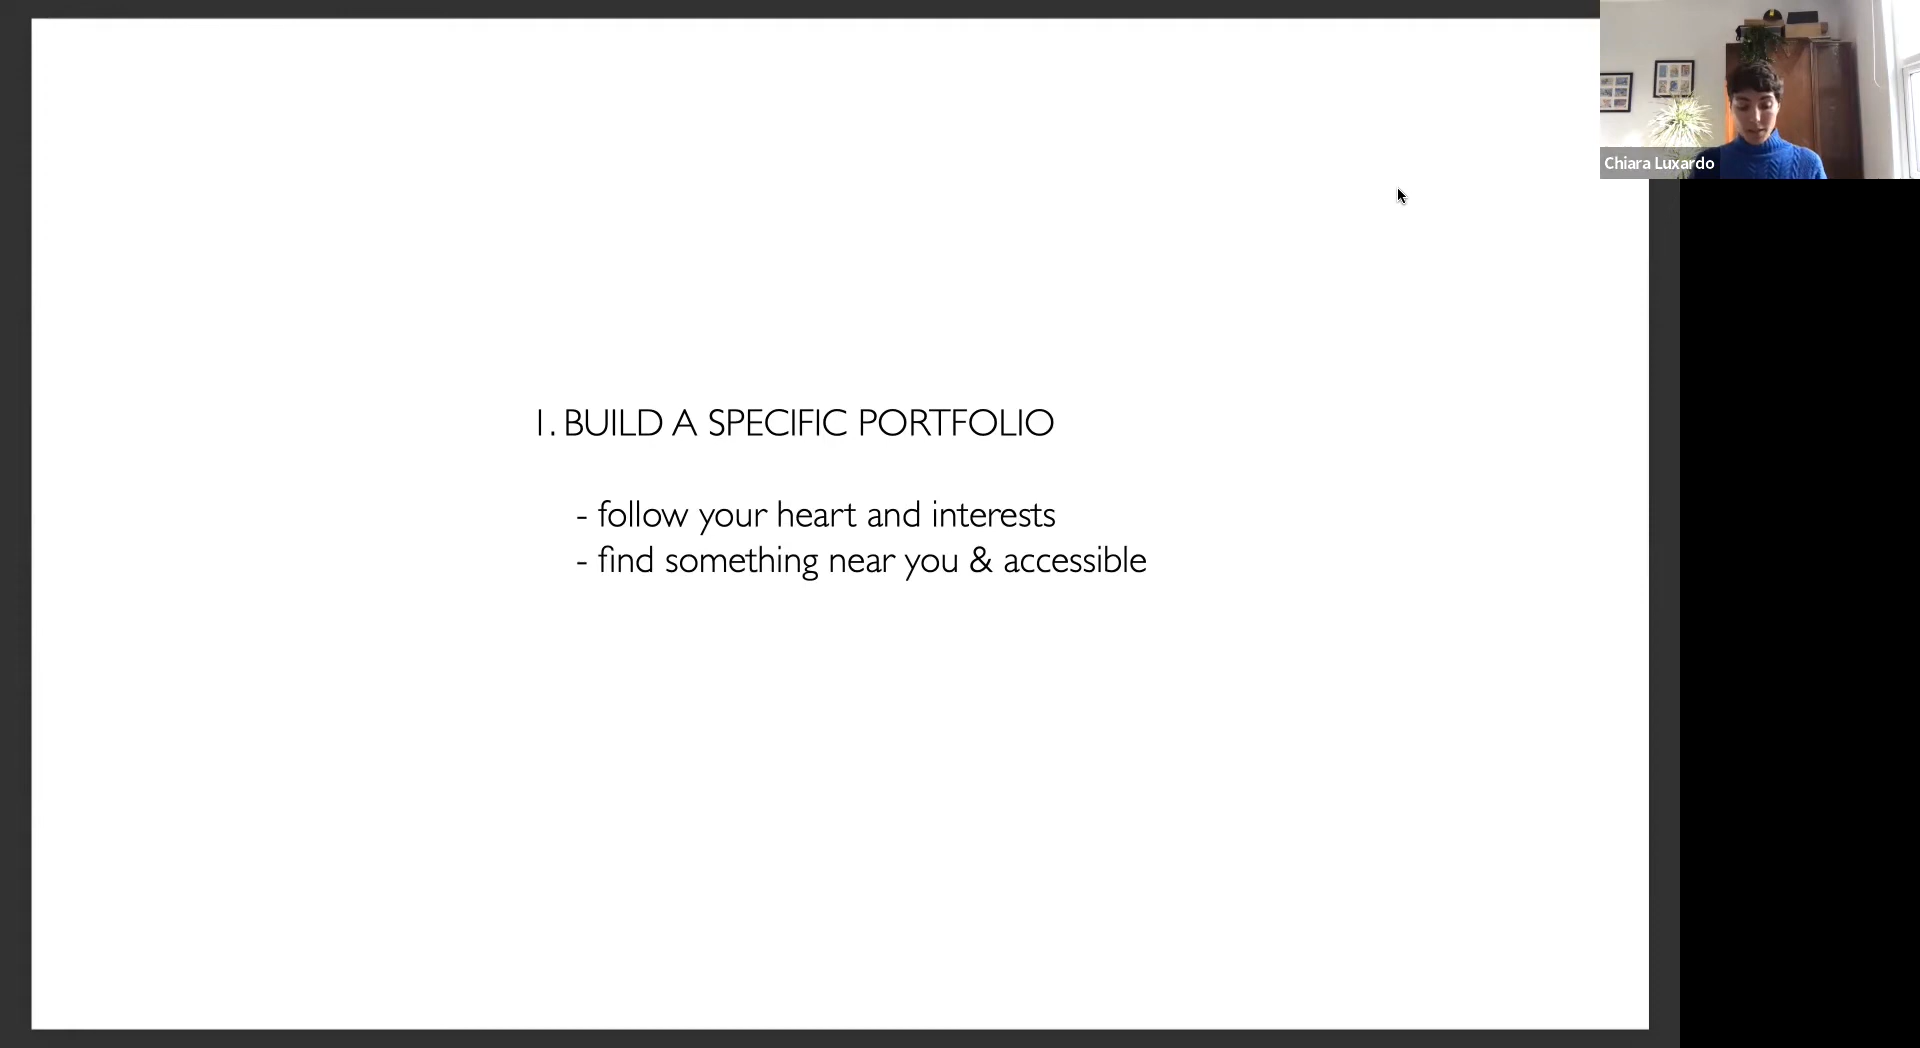 Chiara Luxardo
1. BUILD A SPECIFIC PORTFOLIO
- follow your heart and interests
- find something near you & accessible